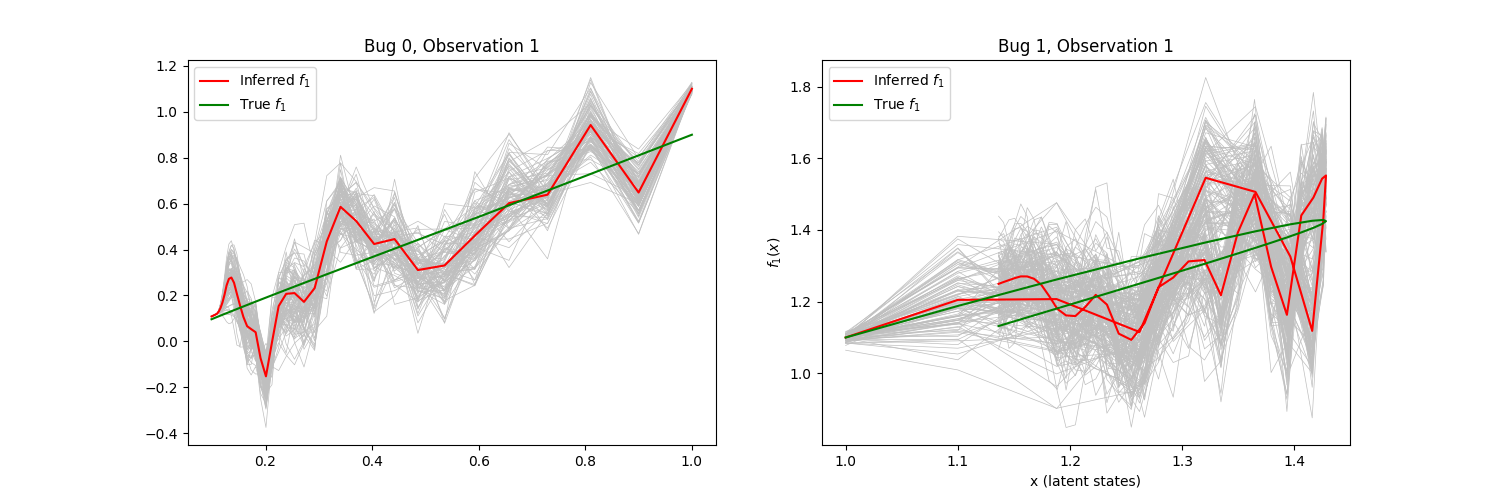 Bug 0, Observation 1
Inferred f₁
True f₁
1.2
1.0
0.8
0.6
0.4
0.2
0.0
−0.2
−0.4
0.2 0.4 0.6 0.8 1.0
Bug 1, Observation 1
Inferred f₁
True f₁
f₁(x)
1.8
1.6
1.4
1.2
1.0
1.0 1.1 1.2 1.3 1.4
x (latent states)